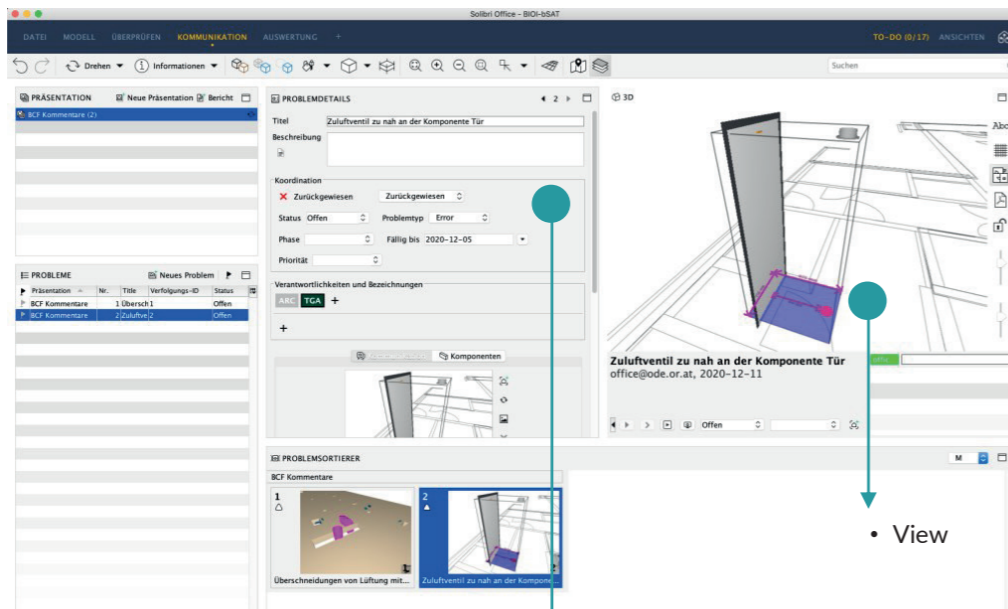 Solibri Office - BIOI-bSAT
DATEI MODELL ÜBERPRÜFEN KOMMUNIKATION AUSWERTUNG +
TO-DO (0/17) ANSICHTEN
Drehen Informationen
Suchen
PRÄSENTATION Neue Präsentation Bericht
BCF Kommentare (2)
PROBLEME Neues Problem
Präsentation Nr. Title Verfolgungs-ID Status
BCF Kommentare 1 Übersch 1 Offen
BCF Kommentare 2 Zuluftve 2 Offen
PROBLEMDETAILS 2
Titel Zuluftventil zu nah an der Komponente Tür
Beschreibung
Koordination
Zurückgewiesen Zurückgewiesen
Status Offen Problemtyp Error
Phase Fällig bis 2020-12-05
Priorität
Verantwortlichkeiten und Bezeichnungen
ARC TGA +
+
Komponenten
3D
Abc
Zuluftventil zu nah an der Komponente Tür
office@ode.or.at, 2020-12-11
Offen
PROBLEMSORTIERER M
BCF Kommentare
1
Überschneidungen von Lüftung mit...
2
Zuluftventil zu nah an der Kompone...
• View